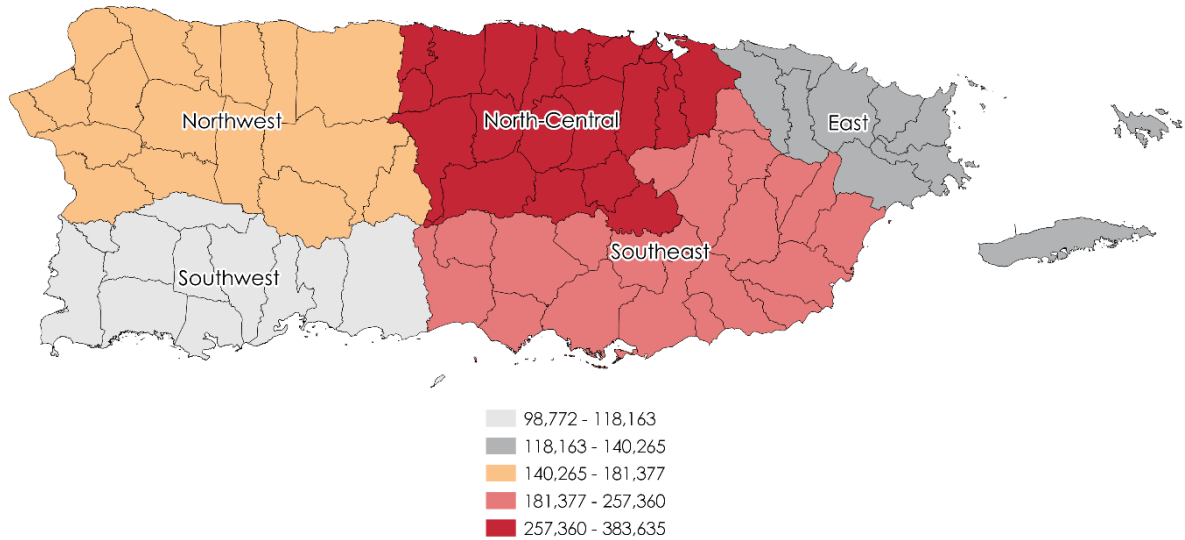 Northwest
North-Central
East
Southwest
Southeast
98,772 - 118,163
118,163 - 140,265
140,265 - 181,377
181,377 - 257,360
257,360 - 383,635